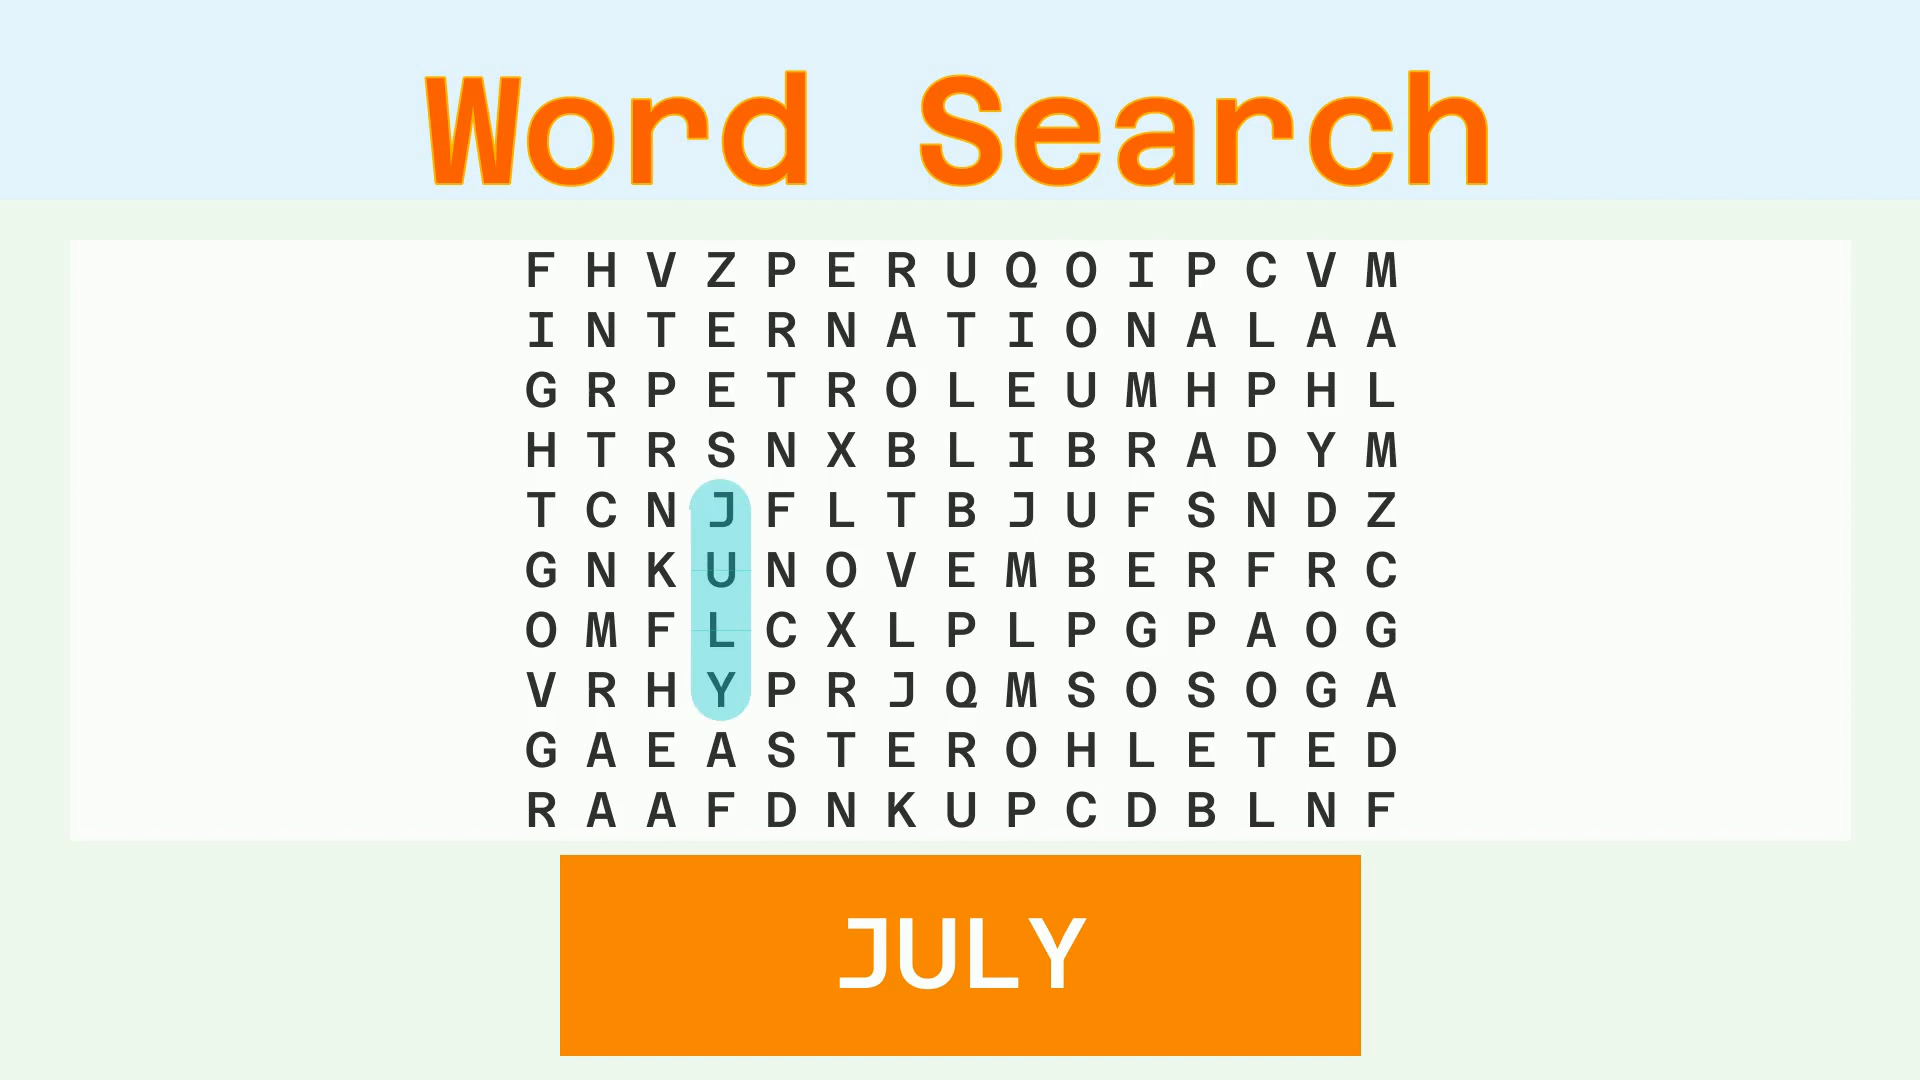 Word Search
F H V Z P E R U Q O I P C V M
I N T E R N A T I O N A L A A
G R P E T R O L E U M H P H L
H T R S N X B L I B R A D Y M
T C N J F L T B J U F S N D Z
G N K U N O V E M B E R F R C
O M F L C X L P L P G P A O G
V R H Y P R J Q M S O S O G A
G A E A S T E R O H L E T E D
R A A F D N K U P C D B L N F
JULY